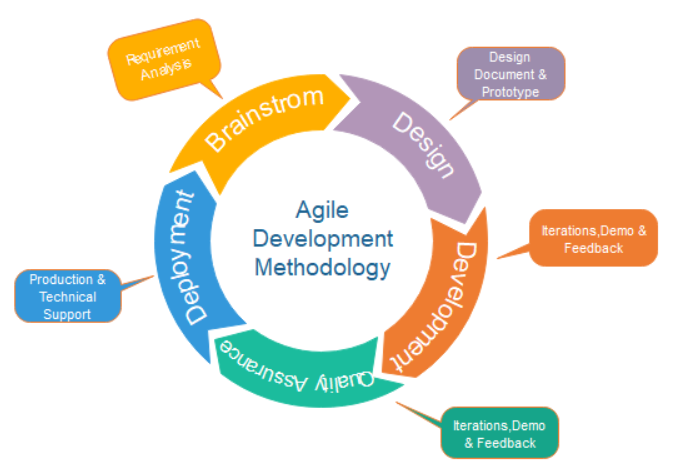 Requirement
Analysis
Brainstrom
Design
Document &
Prototype
Design
Agile
Development
Methodology
Iterations,Demo &
Feedback
Development
Deployment
Production &
Technical
Support
Quality Assurance
Iterations,Demo
& Feedback